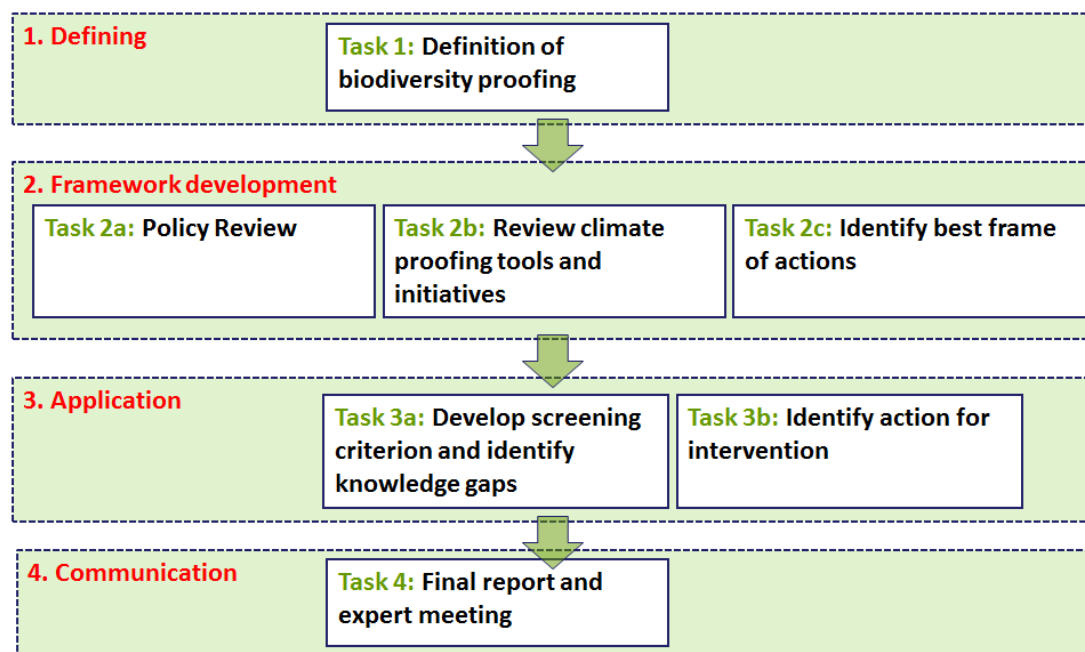 1. Defining
Task 1: Definition of
biodiversity proofing
2. Framework development
Task 2a: Policy Review
Task 2b: Review climate
proofing tools and
initiatives
Task 2c: Identify best frame
of actions
3. Application
Task 3a: Develop screening
criterion and identify
knowledge gaps
Task 3b: Identify action for
intervention
4. Communication
Task 4: Final report and
expert meeting